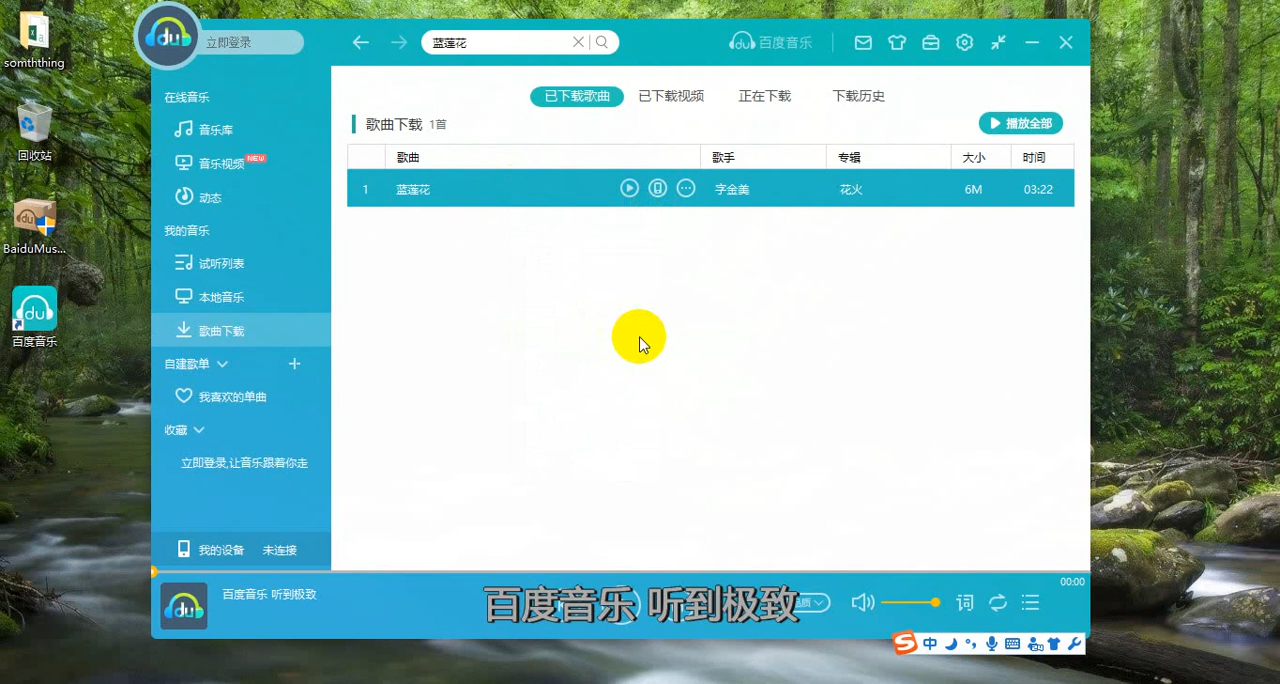 somththing
回收站
BaiduMus...
百度音乐
du
立即登录
蓝莲花
百度音乐
在线音乐
音乐库
音乐视频 NEW
动态
我的音乐
试听列表
本地音乐
歌曲下载
自建歌单
我喜欢的单曲
收藏
立即登录,让音乐跟着你走
我的设备 未连接
已下载歌曲 已下载视频 正在下载 下载历史
歌曲下载 1首
播放全部
歌曲 歌手 专辑 大小 时间
1 蓝莲花 字金美 花火 6M 03:22
百度音乐 听到极致
百度音乐 听到极致
词
00:00
中